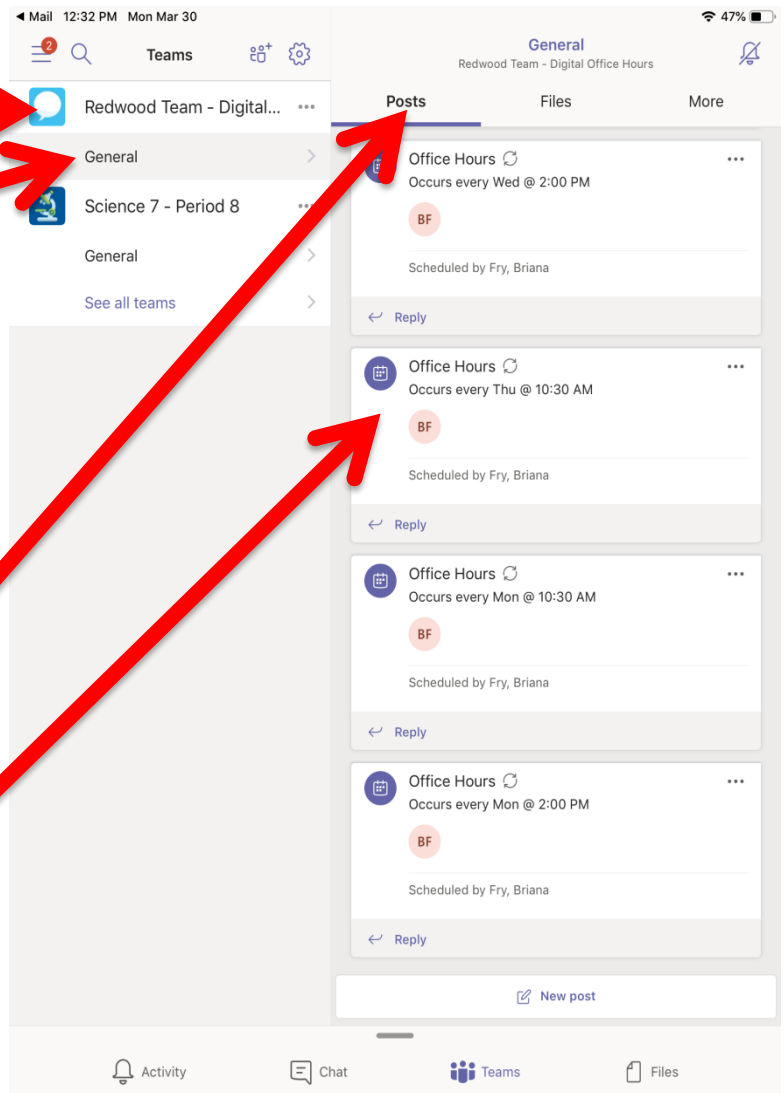 Mail 12:32 PM Mon Mar 30 47%
2
Teams
Redwood Team - Digital...
General
Science 7 - Period 8
General
See all teams
General
Redwood Team - Digital Office Hours
Posts Files More
Office Hours
Occurs every Wed @ 2:00 PM
BF
Scheduled by Fry, Briana
Reply
Office Hours
Occurs every Thu @ 10:30 AM
BF
Scheduled by Fry, Briana
Reply
Office Hours
Occurs every Mon @ 10:30 AM
BF
Scheduled by Fry, Briana
Reply
Office Hours
Occurs every Mon @ 2:00 PM
BF
Scheduled by Fry, Briana
Reply
New post
Activity Chat Teams Files